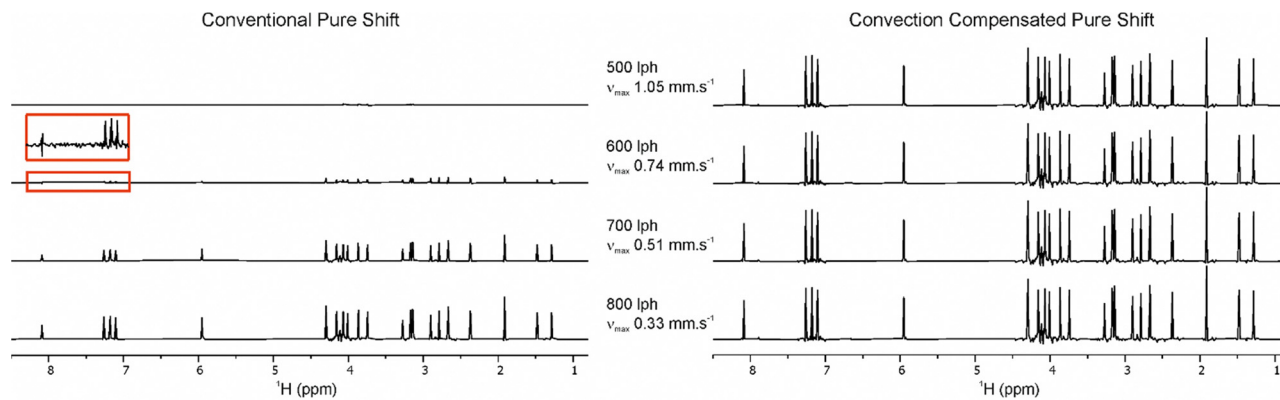 Conventional Pure Shift
Convection Compensated Pure Shift
500 lph
νmax 1.05 mm.s⁻¹
600 lph
νmax 0.74 mm.s⁻¹
700 lph
νmax 0.51 mm.s⁻¹
800 lph
νmax 0.33 mm.s⁻¹
8 7 6 5 4 3 2 1
¹H (ppm)
8 7 6 5 4 3 2 1
¹H (ppm)